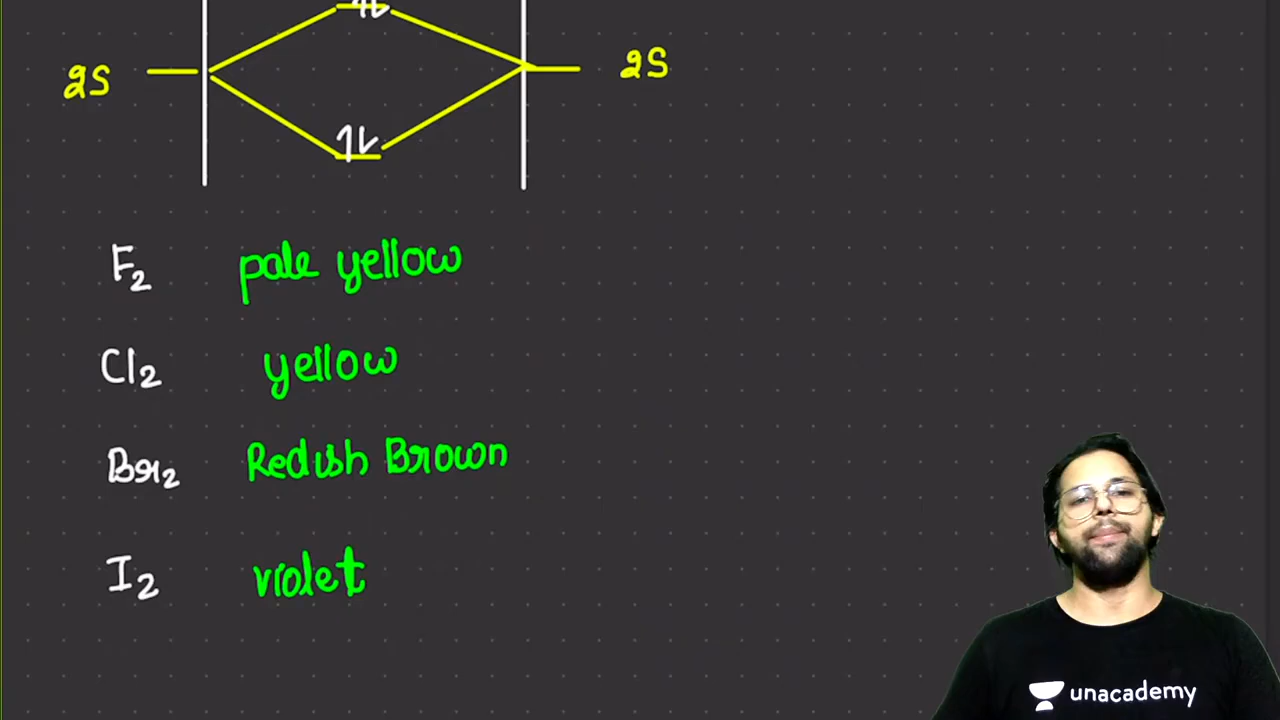 2S 2S
F2 pale yellow
Cl2 yellow
Br2 Redish Brown
I2 violet
unacademy